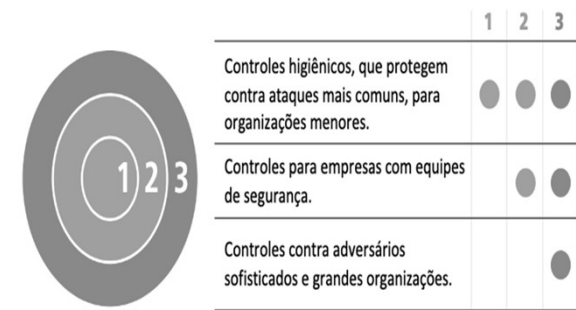 1 2 3
Controles higiênicos, que protegem
contra ataques mais comuns, para
organizações menores.
1 2 3
Controles para empresas com equipes
de segurança.
Controles contra adversários
sofisticados e grandes organizações.